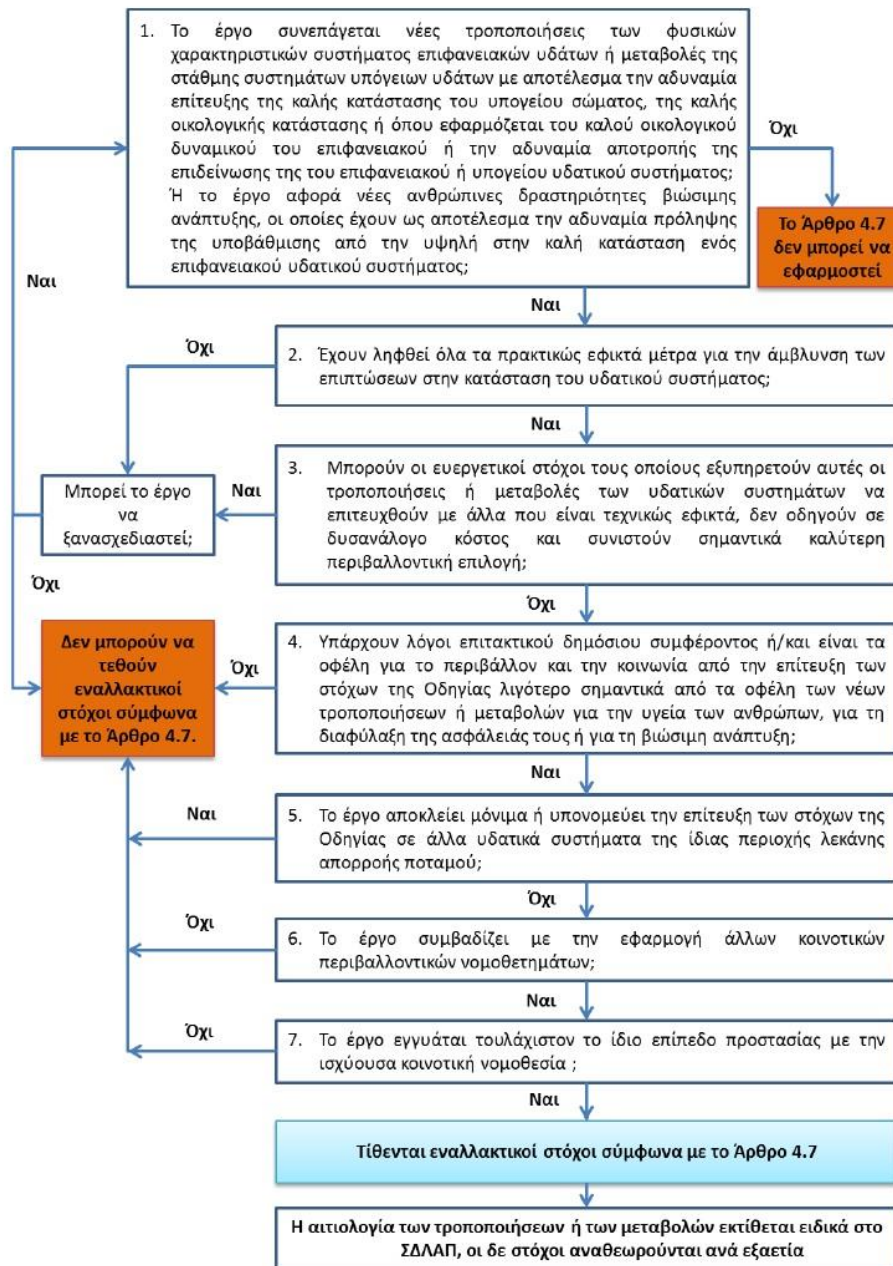 1. Το έργο συνεπάγεται νέες τροποποιήσεις των φυσικών
χαρακτηριστικών συστήματος επιφανειακών υδάτων ή μεταβολές της
στάθμης συστημάτων υπόγειων υδάτων με αποτέλεσμα την αδυναμία
επίτευξης της καλής κατάστασης του υπογείου σώματος, της καλής
οικολογικής κατάστασης ή όπου εφαρμόζεται του καλού οικολογικού
δυναμικού του επιφανειακού ή την αδυναμία αποτροπής της
επιδείνωσης της του επιφανειακού ή υπογείου υδατικού συστήματος;
Ή το έργο αφορά νέες ανθρώπινες δραστηριότητες βιώσιμης
ανάπτυξης, οι οποίες έχουν ως αποτέλεσμα την αδυναμία πρόληψης
της υποβάθμισης από την υψηλή στην καλή κατάσταση ενός
επιφανειακού υδατικού συστήματος;
Όχι
Το Άρθρο 4.7
δεν μπορεί να
εφαρμοστεί
Ναι
Ναι
Όχι
2. Έχουν ληφθεί όλα τα πρακτικώς εφικτά μέτρα για την άμβλυνση των
επιπτώσεων στην κατάσταση του υδατικού συστήματος;
Ναι
3. Μπορούν οι ευεργετικοί στόχοι τους οποίους εξυπηρετούν αυτές οι
τροποποιήσεις ή μεταβολές των υδατικών συστημάτων να
επιτευχθούν με άλλα που είναι τεχνικώς εφικτά, δεν οδηγούν σε
δυσανάλογο κόστος και συνιστούν σημαντικά καλύτερη
περιβαλλοντική επιλογή;
Ναι
Μπορεί το έργο
να
ξανασχεδιαστεί;
Όχι
Όχι
4. Υπάρχουν λόγοι επιτακτικού δημόσιου συμφέροντος ή/και είναι τα
οφέλη για το περιβάλλον και την κοινωνία από την επίτευξη των
στόχων της Οδηγίας λιγότερο σημαντικά από τα οφέλη των νέων
τροποποιήσεων ή μεταβολών για την υγεία των ανθρώπων, για τη
διαφύλαξη της ασφάλειάς τους ή για τη βιώσιμη ανάπτυξη;
Όχι
Δεν μπορούν να
τεθούν
εναλλακτικοί
στόχοι σύμφωνα
με το Άρθρο 4.7.
Ναι
Ναι
5. Το έργο αποκλείει μόνιμα ή υπονομεύει την επίτευξη των στόχων της
Οδηγίας σε άλλα υδατικά συστήματα της ίδιας περιοχής λεκάνης
απορροής ποταμού;
Όχι
Όχι
6. Το έργο συμβαδίζει με την εφαρμογή άλλων κοινοτικών
περιβαλλοντικών νομοθετημάτων;
Ναι
Όχι
7. Το έργο εγγυάται τουλάχιστον το ίδιο επίπεδο προστασίας με την
ισχύουσα κοινοτική νομοθεσία ;
Ναι
Τίθενται εναλλακτικοί στόχοι σύμφωνα με το Άρθρο 4.7
Η αιτιολογία των τροποποιήσεων ή των μεταβολών εκτίθεται ειδικά στο
ΣΔΛΑΠ, οι δε στόχοι αναθεωρούνται ανά εξαετία